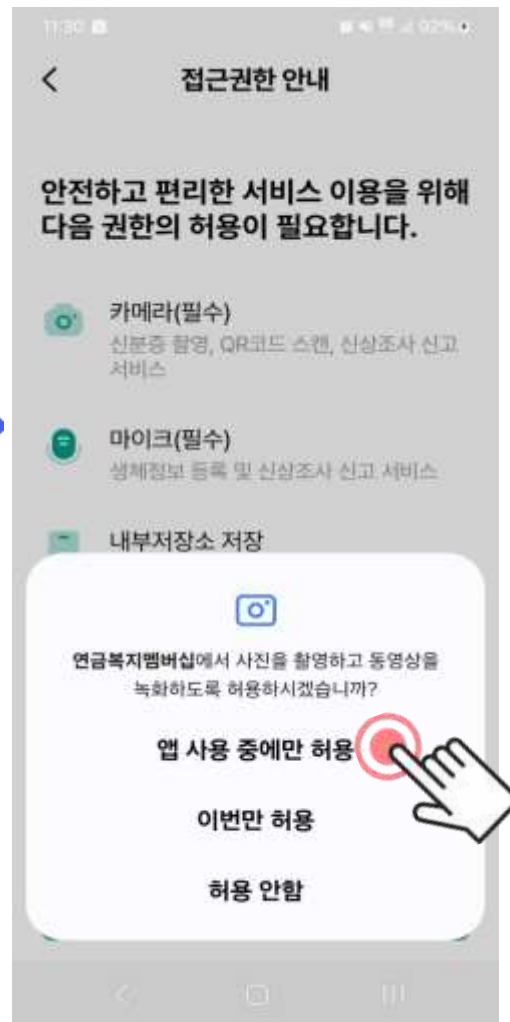 11:30
92%
접근권한 안내
안전하고 편리한 서비스 이용을 위해
다음 권한의 허용이 필요합니다.
카메라(필수)
신분증 촬영, QR코드 스캔, 신상조사 신고
서비스
마이크(필수)
생체정보 등록 및 신상조사 신고 서비스
내부저장소 저장
연금복지멤버십에서 사진을 촬영하고 동영상을
녹화하도록 허용하시겠습니까?
앱 사용 중에만 허용
이번만 허용
허용 안함